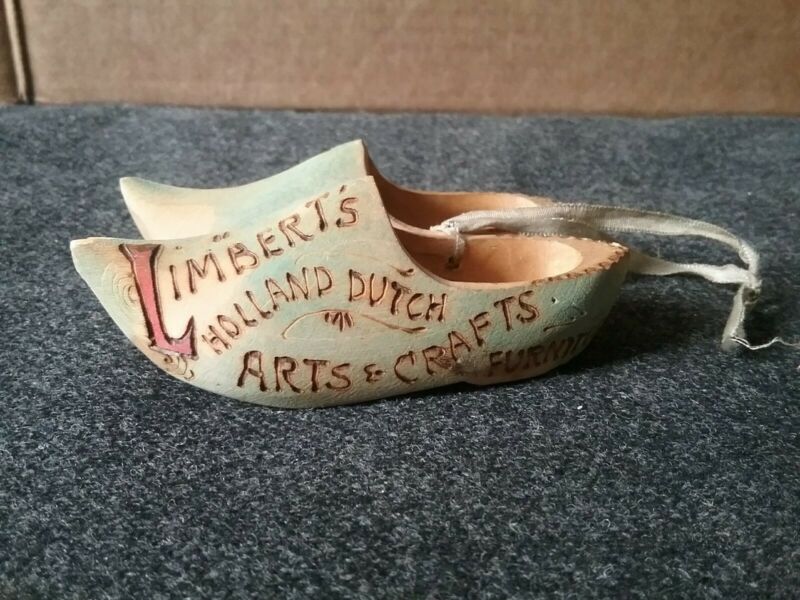 LIMBERT'S
HOLLAND DUTCH
ARTS & CRAFTS